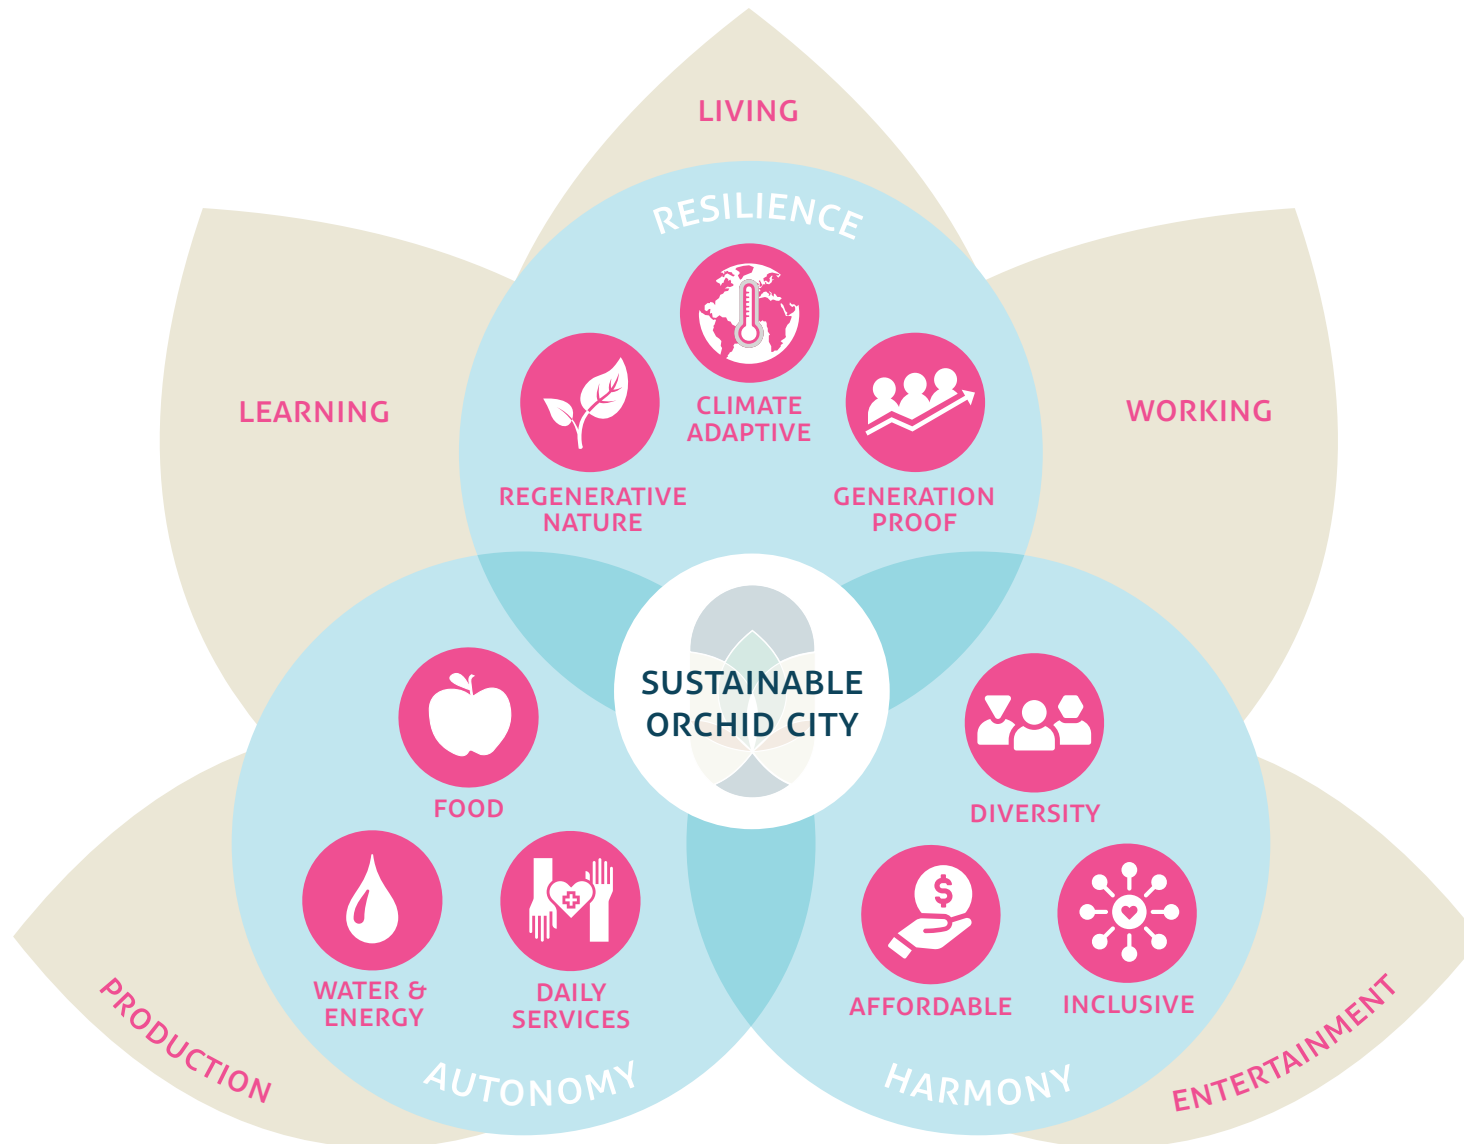 LIVING
RESILIENCE
CLIMATE
ADAPTIVE
REGENERATIVE
NATURE
GENERATION
PROOF
LEARNING
WORKING
SUSTAINABLE
ORCHID CITY
FOOD
WATER &
ENERGY
DAILY
SERVICES
AUTONOMY
PRODUCTION
DIVERSITY
$
AFFORDABLE
INCLUSIVE
HARMONY
ENTERTAINMENT